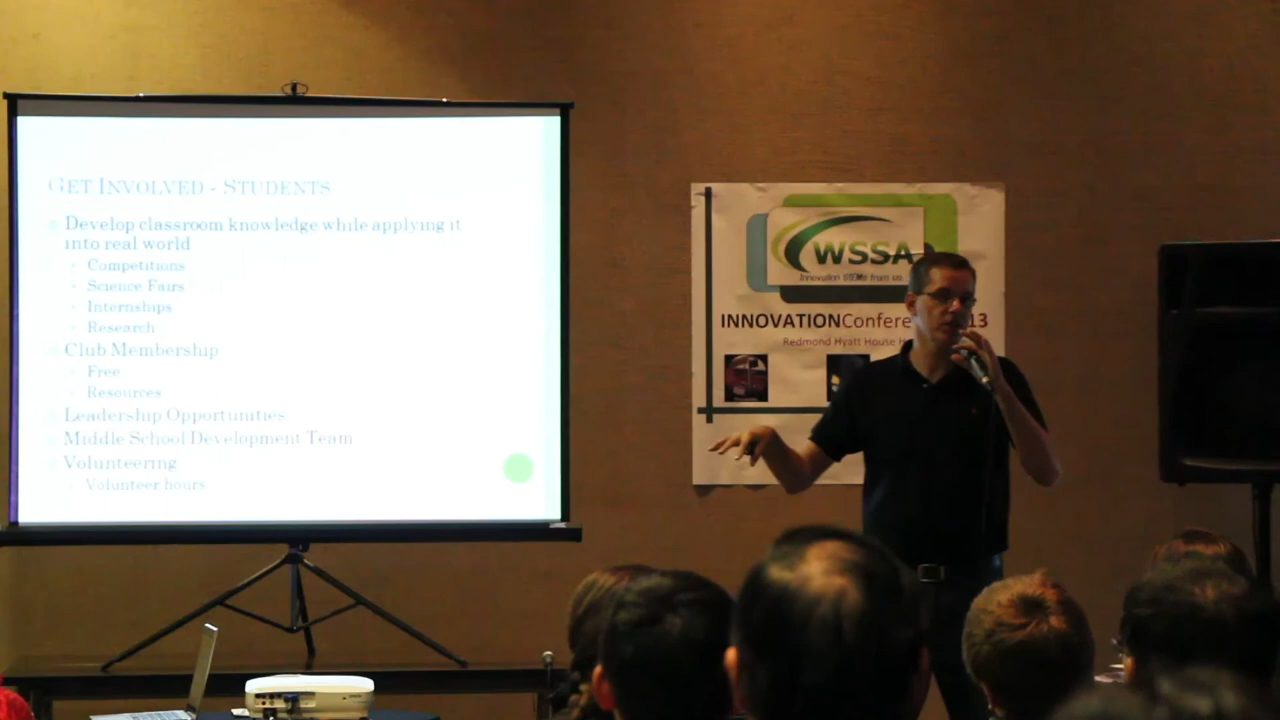 GET INVOLVED - STUDENTS
Develop classroom knowledge while applying it
into real world
Competitions
Science Fairs
Internships
Research
Club Membership
Free
Resources
Leadership Opportunities
Middle School Development Team
Volunteering
Volunteer hours
WSSA
Innovation STEMs from us.
INNOVATIONConfere 13
Redmond Hyatt House H